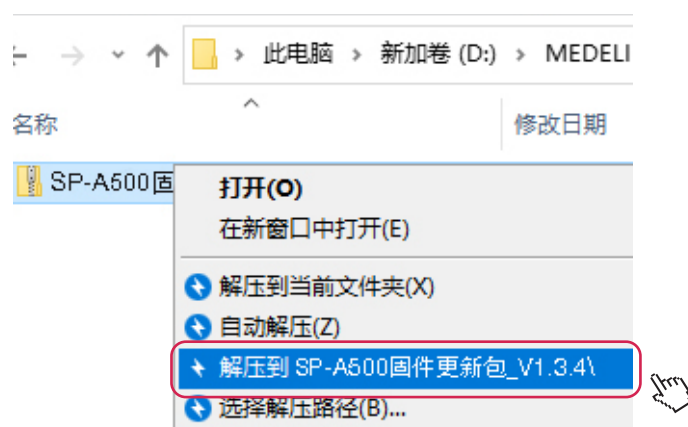 此电脑 > 新加卷 (D:) > MEDELI
名称 修改日期
SP-A500固
打开(O)
在新窗口中打开(E)
解压到当前文件夹(X)
自动解压(Z)
解压到 SP-A500固件更新包_V1.3.4\
选择解压路径(B)...